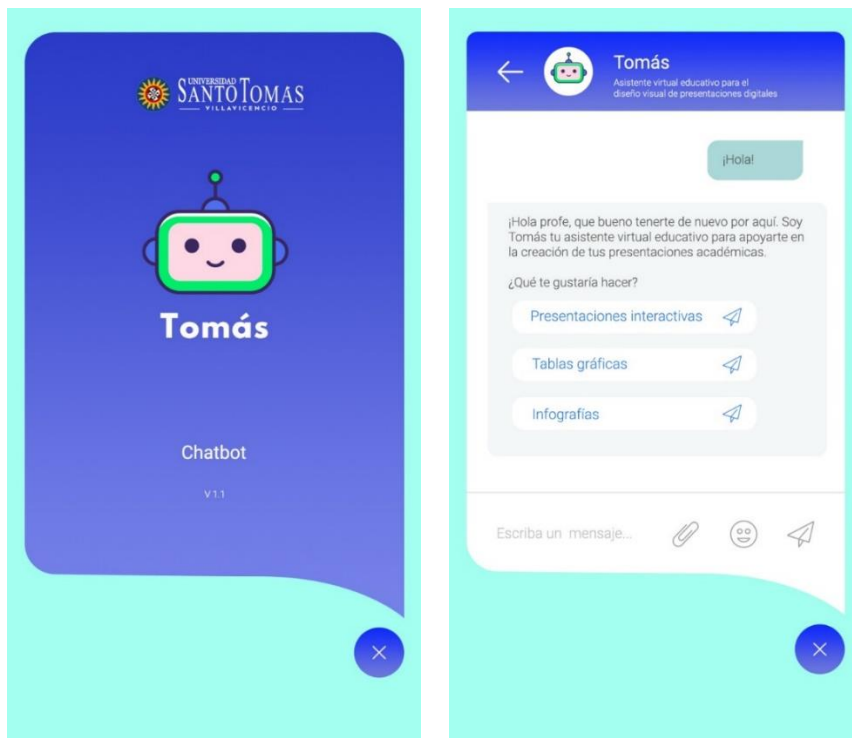 UNIVERSIDAD
SANTO TOMAS
VILLAVICENCIO
Tomás
Chatbot
V 1.1
Tomás
Asistente virtual educativo para el
diseño visual de presentaciones digitales
¡Hola!
¡Hola profe, que bueno tenerte de nuevo por aquí. Soy
Tomás tu asistente virtual educativo para apoyarte en
la creación de tus presentaciones académicas.
¿Qué te gustaría hacer?
Presentaciones interactivas
Tablas gráficas
Infografías
Escriba un mensaje...